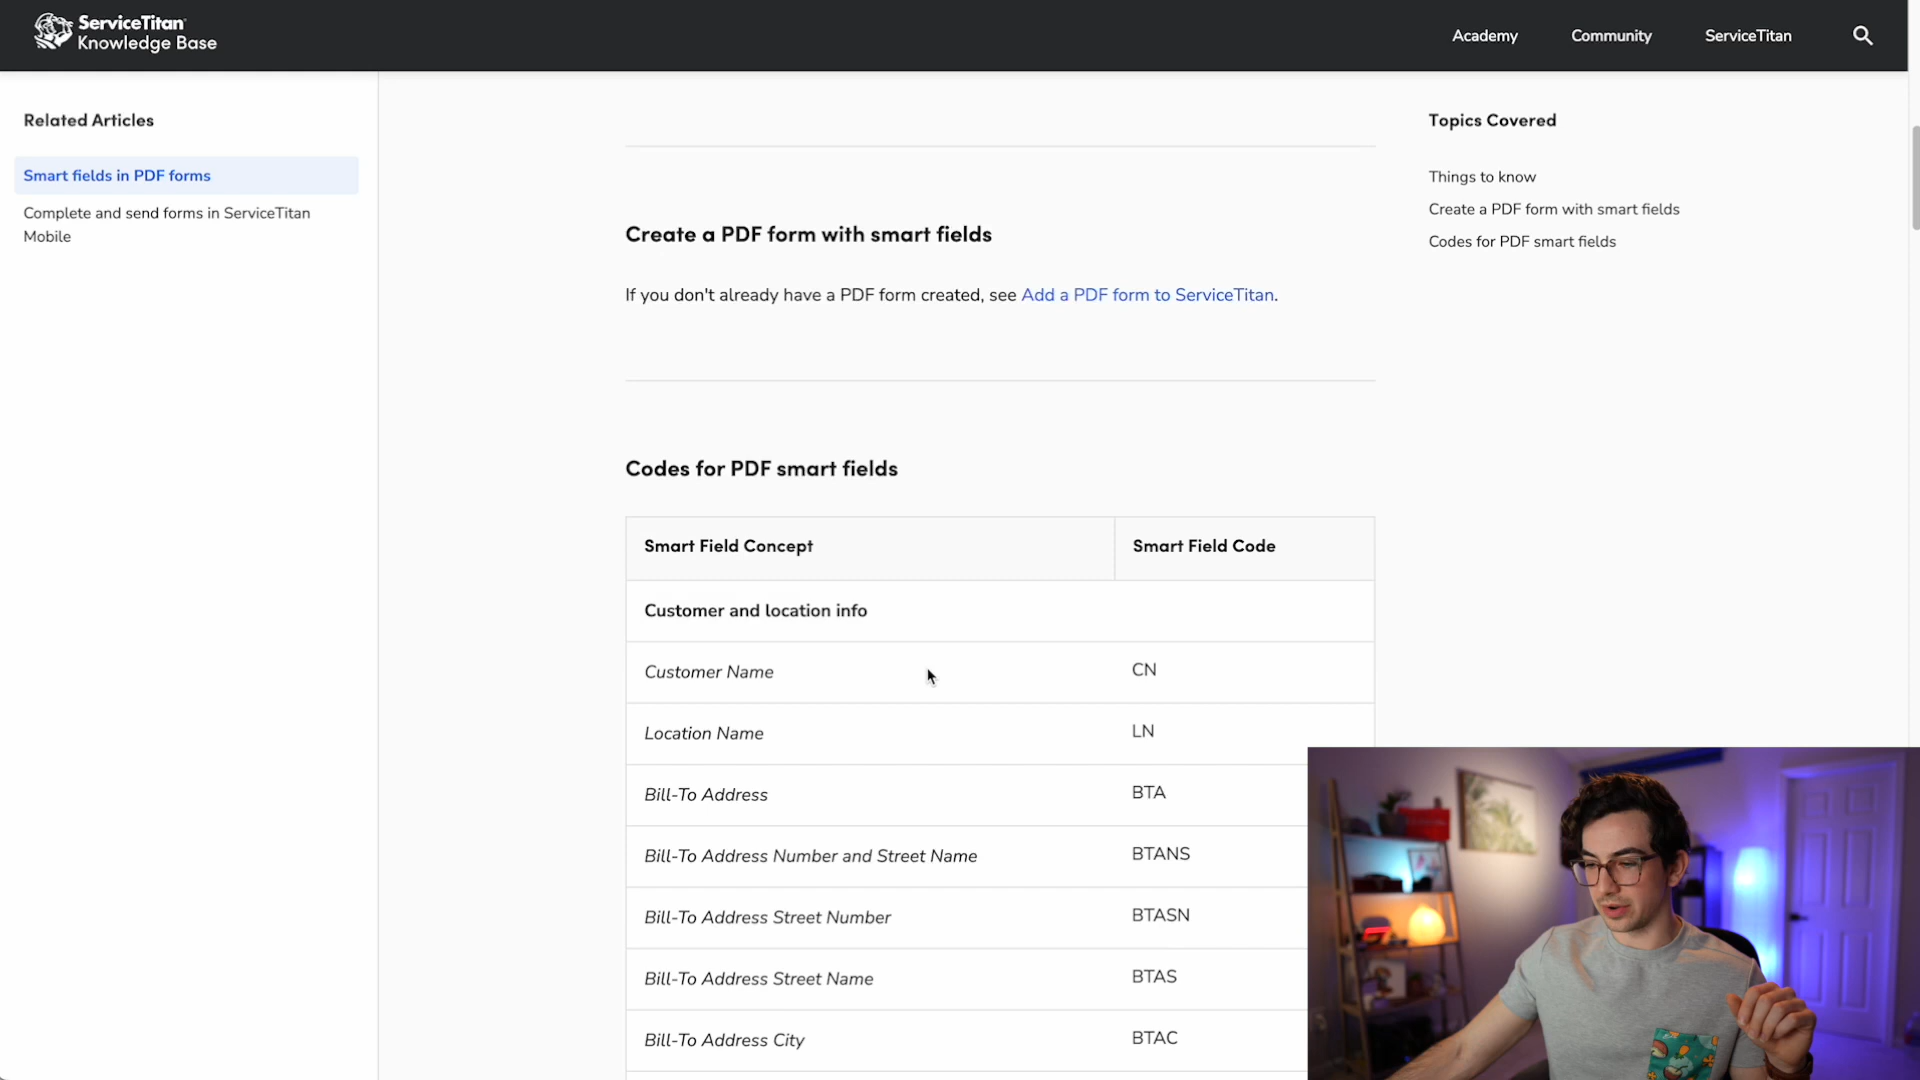 ServiceTitan
Knowledge Base
Academy
Community
ServiceTitan
Related Articles
Smart fields in PDF forms
Complete and send forms in ServiceTitan
Mobile
Create a PDF form with smart fields
If you don't already have a PDF form created, see Add a PDF form to ServiceTitan.
Codes for PDF smart fields
Smart Field Concept
Smart Field Code
Customer and location info
Customer Name
CN
Location Name
LN
Bill-To Address
BTA
Bill-To Address Number and Street Name
BTANS
Bill-To Address Street Number
BTASN
Bill-To Address Street Name
BTAS
Bill-To Address City
BTAC
Topics Covered
Things to know
Create a PDF form with smart fields
Codes for PDF smart fields